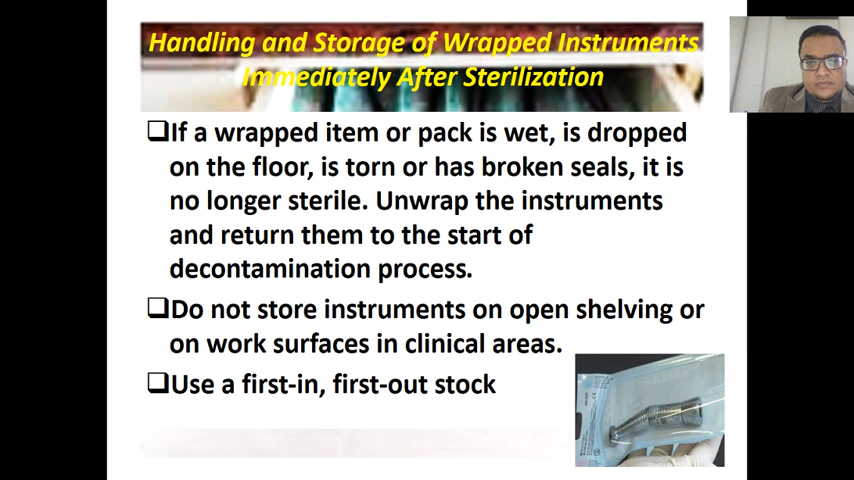 Handling and Storage of Wrapped Instruments
Immediately After Sterilization
❑If a wrapped item or pack is wet, is dropped
on the floor, is torn or has broken seals, it is
no longer sterile. Unwrap the instruments
and return them to the start of
decontamination process.
❑Do not store instruments on open shelving or
on work surfaces in clinical areas.
❑Use a first-in, first-out stock